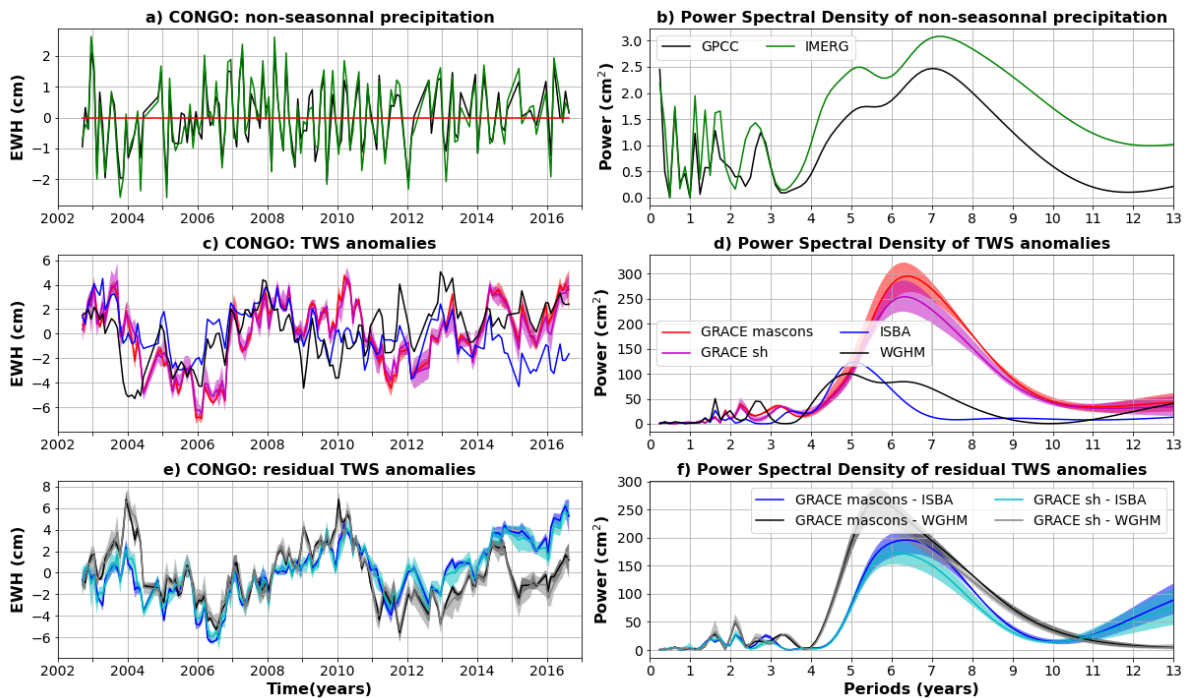 a) CONGO: non-seasonnal precipitation
EWH (cm)
2
1
0
−1
−2
2002 2004 2006 2008 2010 2012 2014 2016
b) Power Spectral Density of non-seasonnal precipitation
Power (cm²)
3.0
2.5
2.0
1.5
1.0
0.5
0.0
GPCC IMERG
0 1 2 3 4 5 6 7 8 9 10 11 12 13
c) CONGO: TWS anomalies
EWH (cm)
6
4
2
0
−2
−4
−6
2002 2004 2006 2008 2010 2012 2014 2016
d) Power Spectral Density of TWS anomalies
Power (cm²)
300
250
200
150
100
50
0
GRACE mascons ISBA
GRACE sh WGHM
0 1 2 3 4 5 6 7 8 9 10 11 12 13
e) CONGO: residual TWS anomalies
EWH (cm)
8
6
4
2
0
−2
−4
−6
2002 2004 2006 2008 2010 2012 2014 2016
Time(years)
f) Power Spectral Density of residual TWS anomalies
Power (cm²)
300
250
200
150
100
50
0
GRACE mascons - ISBA GRACE sh - ISBA
GRACE mascons - WGHM GRACE sh - WGHM
0 1 2 3 4 5 6 7 8 9 10 11 12 13
Periods (years)